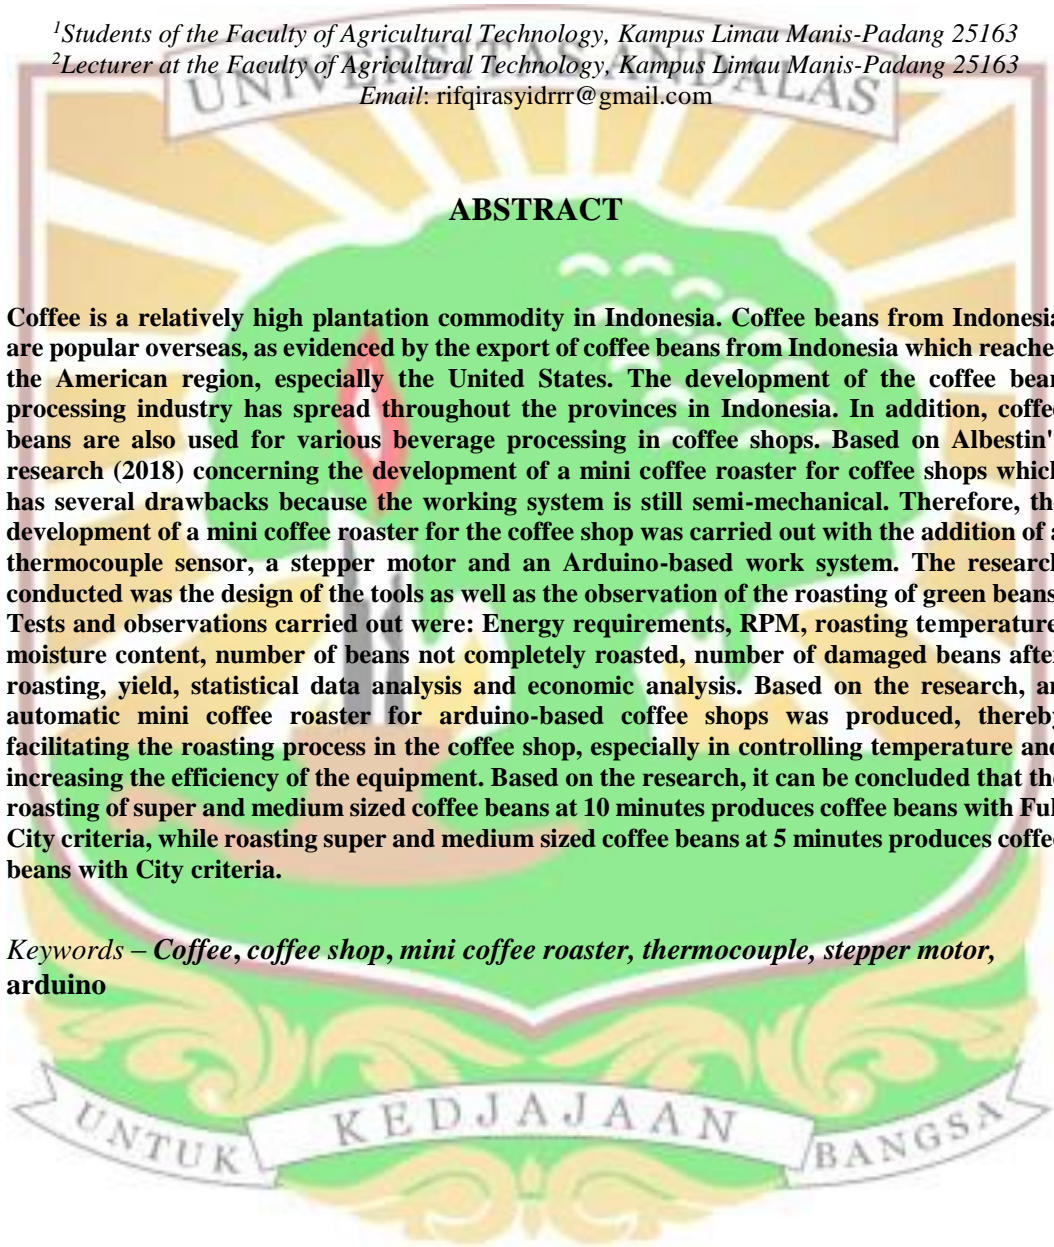 ¹Students of the Faculty of Agricultural Technology, Kampus Limau Manis-Padang 25163
²Lecturer at the Faculty of Agricultural Technology, Kampus Limau Manis-Padang 25163
Email: rifqirasyidrrr@gmail.com
UNIVERSITAS ANDALAS
ABSTRACT
Coffee is a relatively high plantation commodity in Indonesia. Coffee beans from Indonesia
are popular overseas, as evidenced by the export of coffee beans from Indonesia which reache
the American region, especially the United States. The development of the coffee bean
processing industry has spread throughout the provinces in Indonesia. In addition, coffee
beans are also used for various beverage processing in coffee shops. Based on Albestin'
research (2018) concerning the development of a mini coffee roaster for coffee shops which
has several drawbacks because the working system is still semi-mechanical. Therefore, th
development of a mini coffee roaster for the coffee shop was carried out with the addition of a
thermocouple sensor, a stepper motor and an Arduino-based work system. The research
conducted was the design of the tools as well as the observation of the roasting of green beans
Tests and observations carried out were: Energy requirements, RPM, roasting temperature
moisture content, number of beans not completely roasted, number of damaged beans after
roasting, yield, statistical data analysis and economic analysis. Based on the research, an
automatic mini coffee roaster for arduino-based coffee shops was produced, thereby
facilitating the roasting process in the coffee shop, especially in controlling temperature and
increasing the efficiency of the equipment. Based on the research, it can be concluded that the
roasting of super and medium sized coffee beans at 10 minutes produces coffee beans with Ful
City criteria, while roasting super and medium sized coffee beans at 5 minutes produces coffee
beans with City criteria.
Keywords – Coffee, coffee shop, mini coffee roaster, thermocouple, stepper motor,
arduino
UNTUK KEDJAJAAN BANGSA